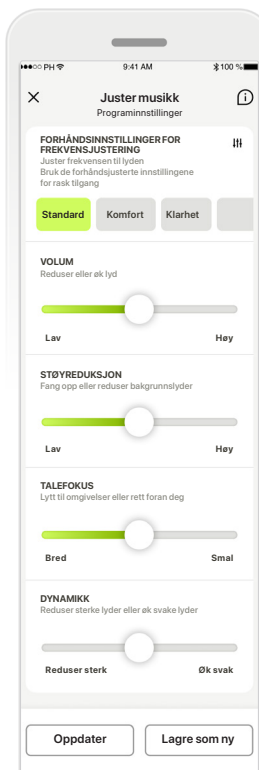 PH 9:41 AM 100 %
Juster musikk
Programinnstillinger
FORHÅNDSINNSTILLINGER FOR
FREKVENSJUSTERING
Juster frekvensen til lyden
Bruk de forhåndsjusterte innstillingene
for rask tilgang
Standard Komfort Klarhet
VOLUM
Reduser eller øk lyd
Lav Høy
STØYREDUKSJON
Fang opp eller reduser bakgrunnslyder
Lav Høy
TALEFOKUS
Lytt til omgivelser eller rett foran deg
Bred Smal
DYNAMIKK
Reduser sterke lyder eller øk svake lyder
Reduser sterk Øk svak
Oppdater Lagre som ny